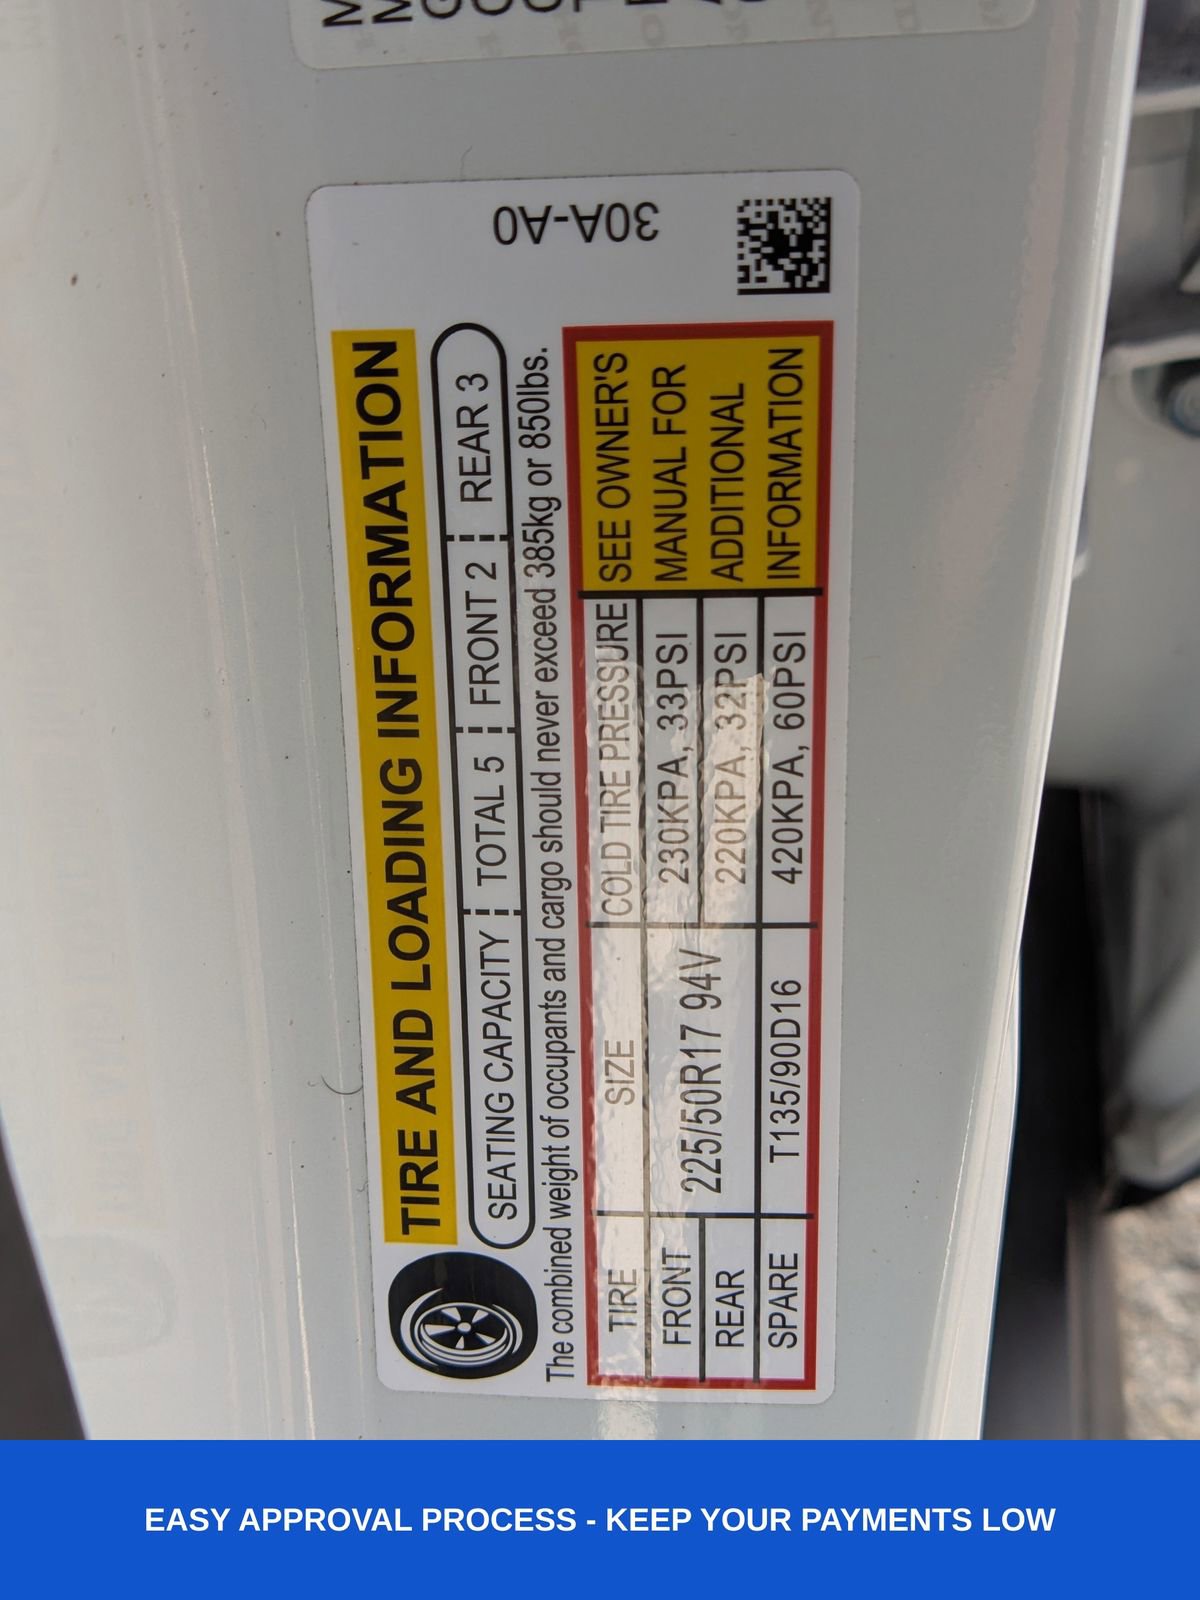 30A-A0
TIRE AND LOADING INFORMATION
SEATING CAPACITY TOTAL 5 FRONT 2 REAR 3
The combined weight of occupants and cargo should never exceed 385kg or 850lbs.
TIRE SIZE COLD TIRE PRESSURE
FRONT 225/50R17 94V 230KPA, 33PSI
REAR 220KPA, 32PSI
SPARE T135/90D16 420KPA, 60PSI
SEE OWNER'S
MANUAL FOR
ADDITIONAL
INFORMATION
EASY APPROVAL PROCESS - KEEP YOUR PAYMENTS LOW